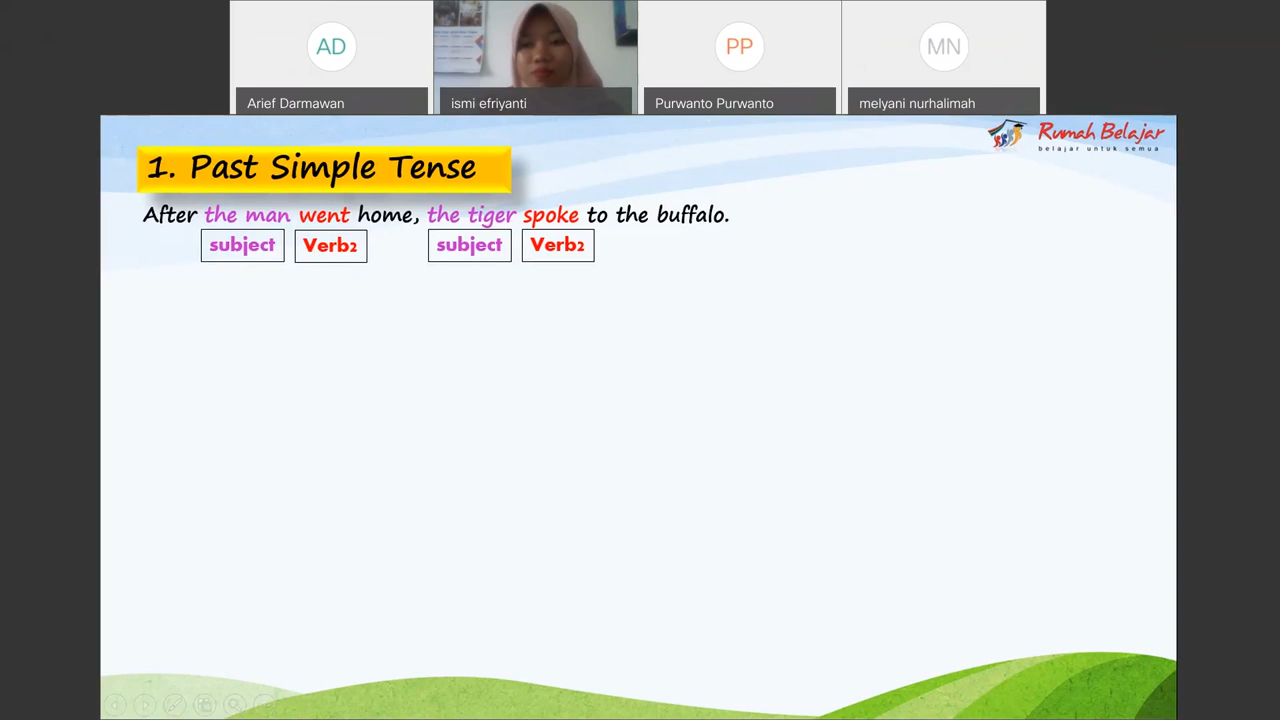 AD
PP
MN
Arief Darmawan
ismi efriyanti
Purwanto Purwanto
melyani nurhalimah
Rumah Belajar
belajar untuk semua
1. Past Simple Tense
After the man went home, the tiger spoke to the buffalo.
subject Verb2 subject Verb2